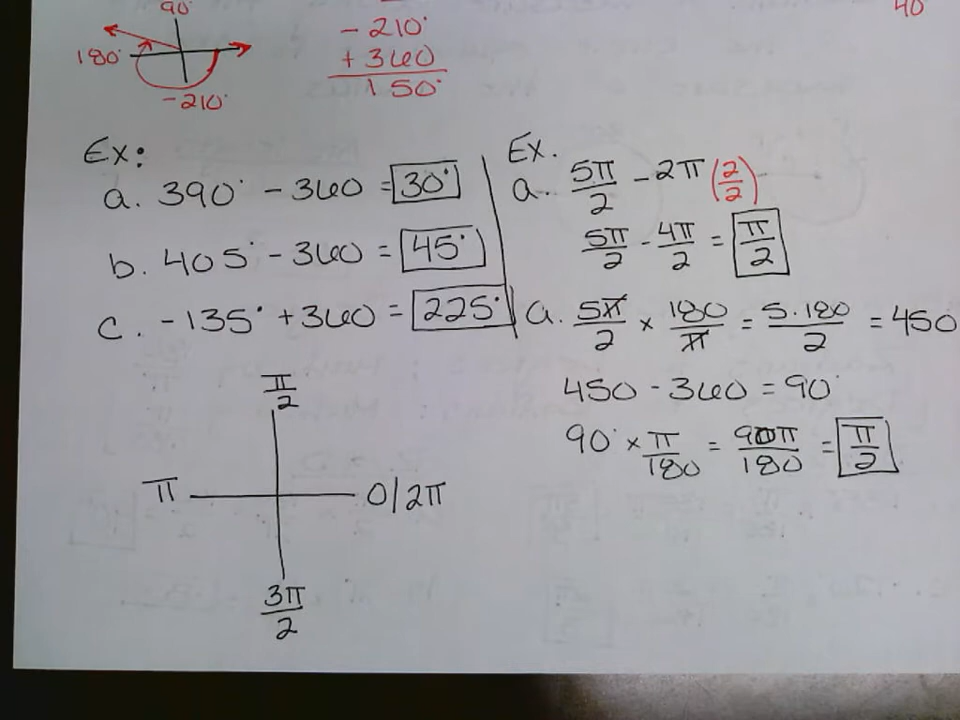 90°
180°
-210°
-210°
+360
150°
40°
Ex:
a. 390° - 360 = 30°
b. 405° - 360 = 45°
c. -135° + 360 = 225°
π/2
π
0/2π
3π/2
Ex.
a. 5π/2 - 2π (2/2)
5π/2 - 4π/2 = π/2
a. 5π/2 × 180/π = 5·180/2 = 450
450 - 360 = 90°
90° × π/180 = 90π/180 = π/2